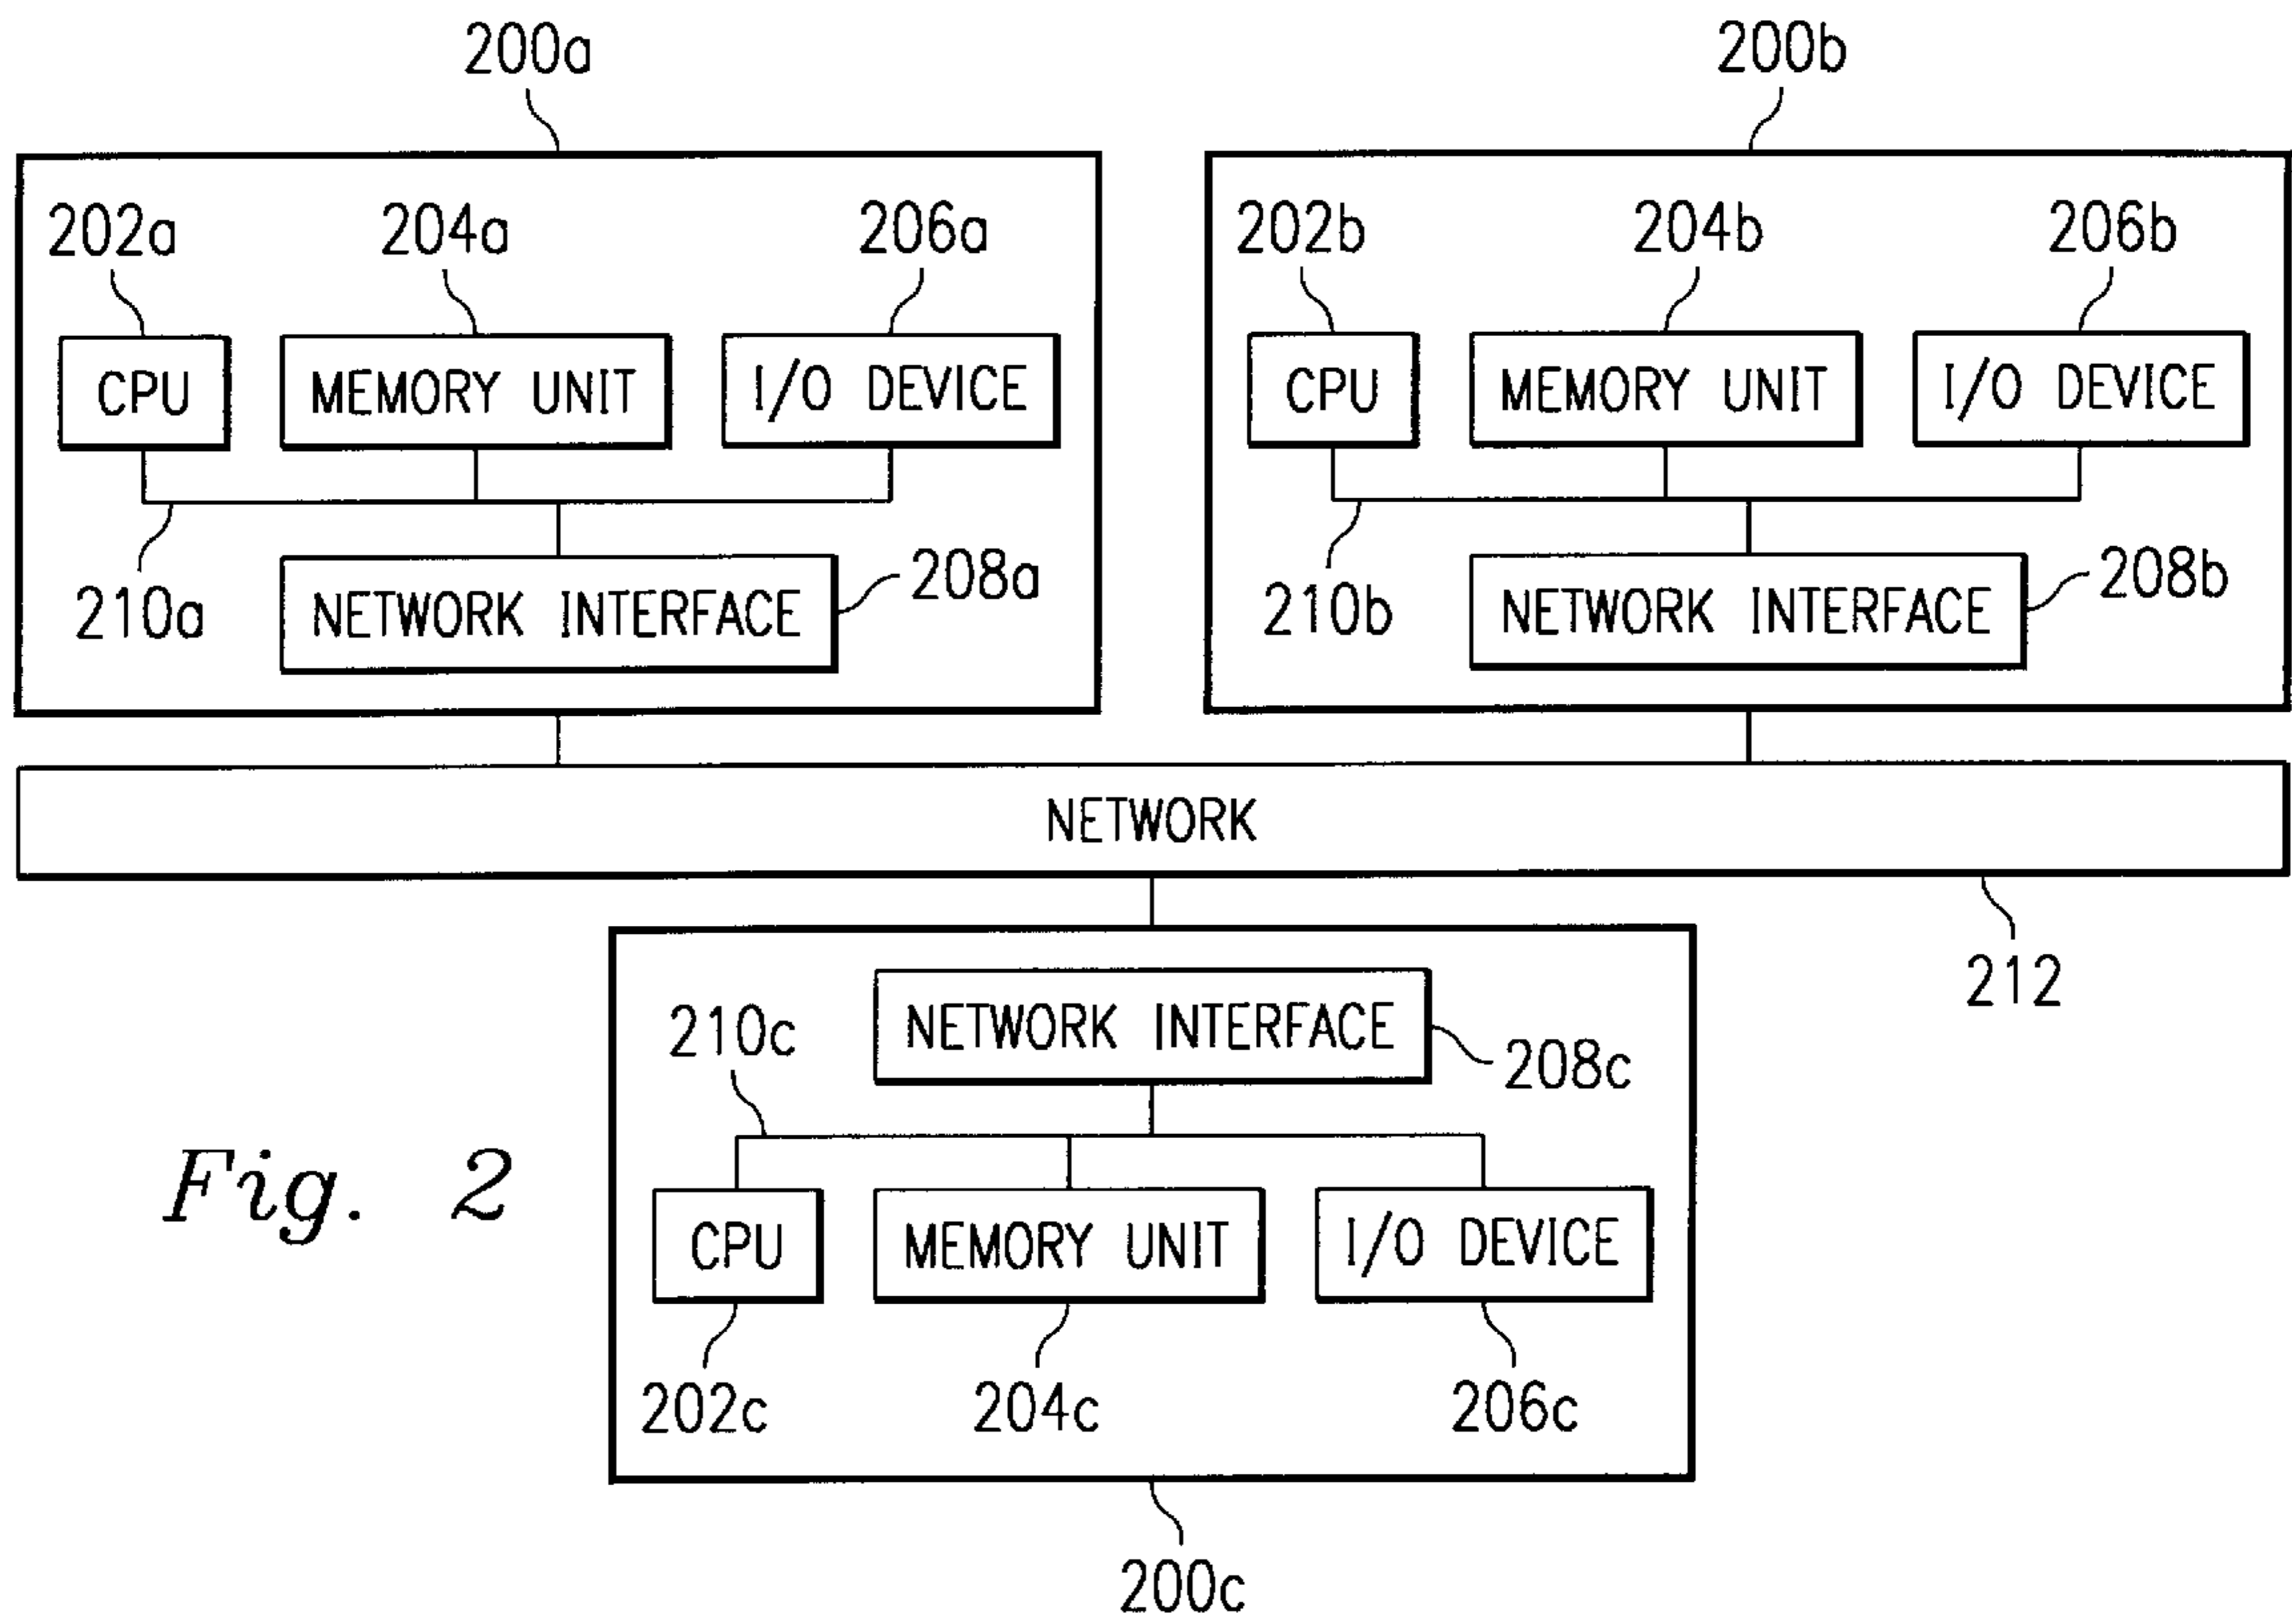 200a 200b
202a 204a 206a 202b 204b 206b
CPU MEMORY UNIT I/O DEVICE CPU MEMORY UNIT I/O DEVICE
210a NETWORK INTERFACE 208a 210b NETWORK INTERFACE 208b
NETWORK
212
210c NETWORK INTERFACE 208c
Fig. 2
CPU MEMORY UNIT I/O DEVICE
202c 204c 206c
200c